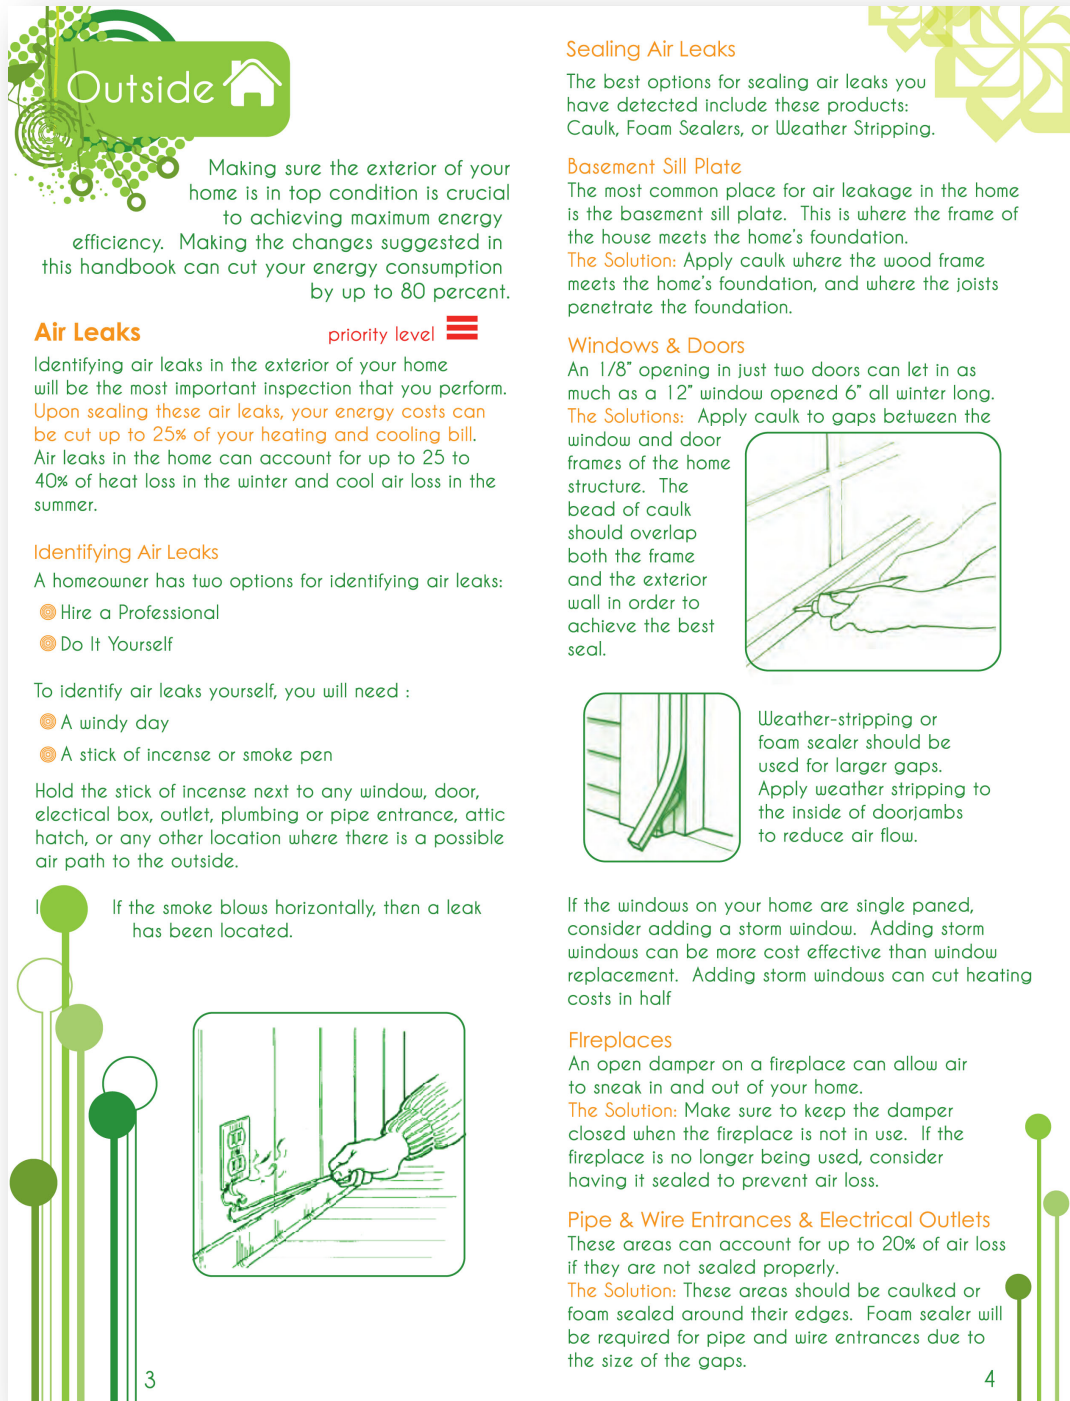 Outside
Making sure the exterior of your
home is in top condition is crucial
to achieving maximum energy
efficiency. Making the changes suggested in
this handbook can cut your energy consumption
by up to 80 percent.
Air Leaks
priority level
Identifying air leaks in the exterior of your home
will be the most important inspection that you perform.
Upon sealing these air leaks, your energy costs can
be cut up to 25% of your heating and cooling bill.
Air leaks in the home can account for up to 25 to
40% of heat loss in the winter and cool air loss in the
summer.
Identifying Air Leaks
A homeowner has two options for identifying air leaks:
Hire a Professional
Do It Yourself
To identify air leaks yourself, you will need :
A windy day
A stick of incense or smoke pen
Hold the stick of incense next to any window, door,
electical box, outlet, plumbing or pipe entrance, attic
hatch, or any other location where there is a possible
air path to the outside.
If the smoke blows horizontally, then a leak
has been located.
3
Sealing Air Leaks
The best options for sealing air leaks you
have detected include these products:
Caulk, Foam Sealers, or Weather Stripping.
Basement Sill Plate
The most common place for air leakage in the home
is the basement sill plate. This is where the frame of
the house meets the home's foundation.
The Solution: Apply caulk where the wood frame
meets the home's foundation, and where the joists
penetrate the foundation.
Windows & Doors
An 1/8" opening in just two doors can let in as
much as a 12" window opened 6" all winter long.
The Solutions: Apply caulk to gaps between the
window and door
frames of the home
structure. The
bead of caulk
should overlap
both the frame
and the exterior
wall in order to
achieve the best
seal.
Weather-stripping or
foam sealer should be
used for larger gaps.
Apply weather stripping to
the inside of doorjambs
to reduce air flow.
If the windows on your home are single paned,
consider adding a storm window. Adding storm
windows can be more cost effective than window
replacement. Adding storm windows can cut heating
costs in half
FIreplaces
An open damper on a fireplace can allow air
to sneak in and out of your home.
The Solution: Make sure to keep the damper
closed when the fireplace is not in use. If the
fireplace is no longer being used, consider
having it sealed to prevent air loss.
Pipe & Wire Entrances & Electrical Outlets
These areas can account for up to 20% of air loss
if they are not sealed properly.
The Solution: These areas should be caulked or
foam sealed around their edges. Foam sealer will
be required for pipe and wire entrances due to
the size of the gaps.
4